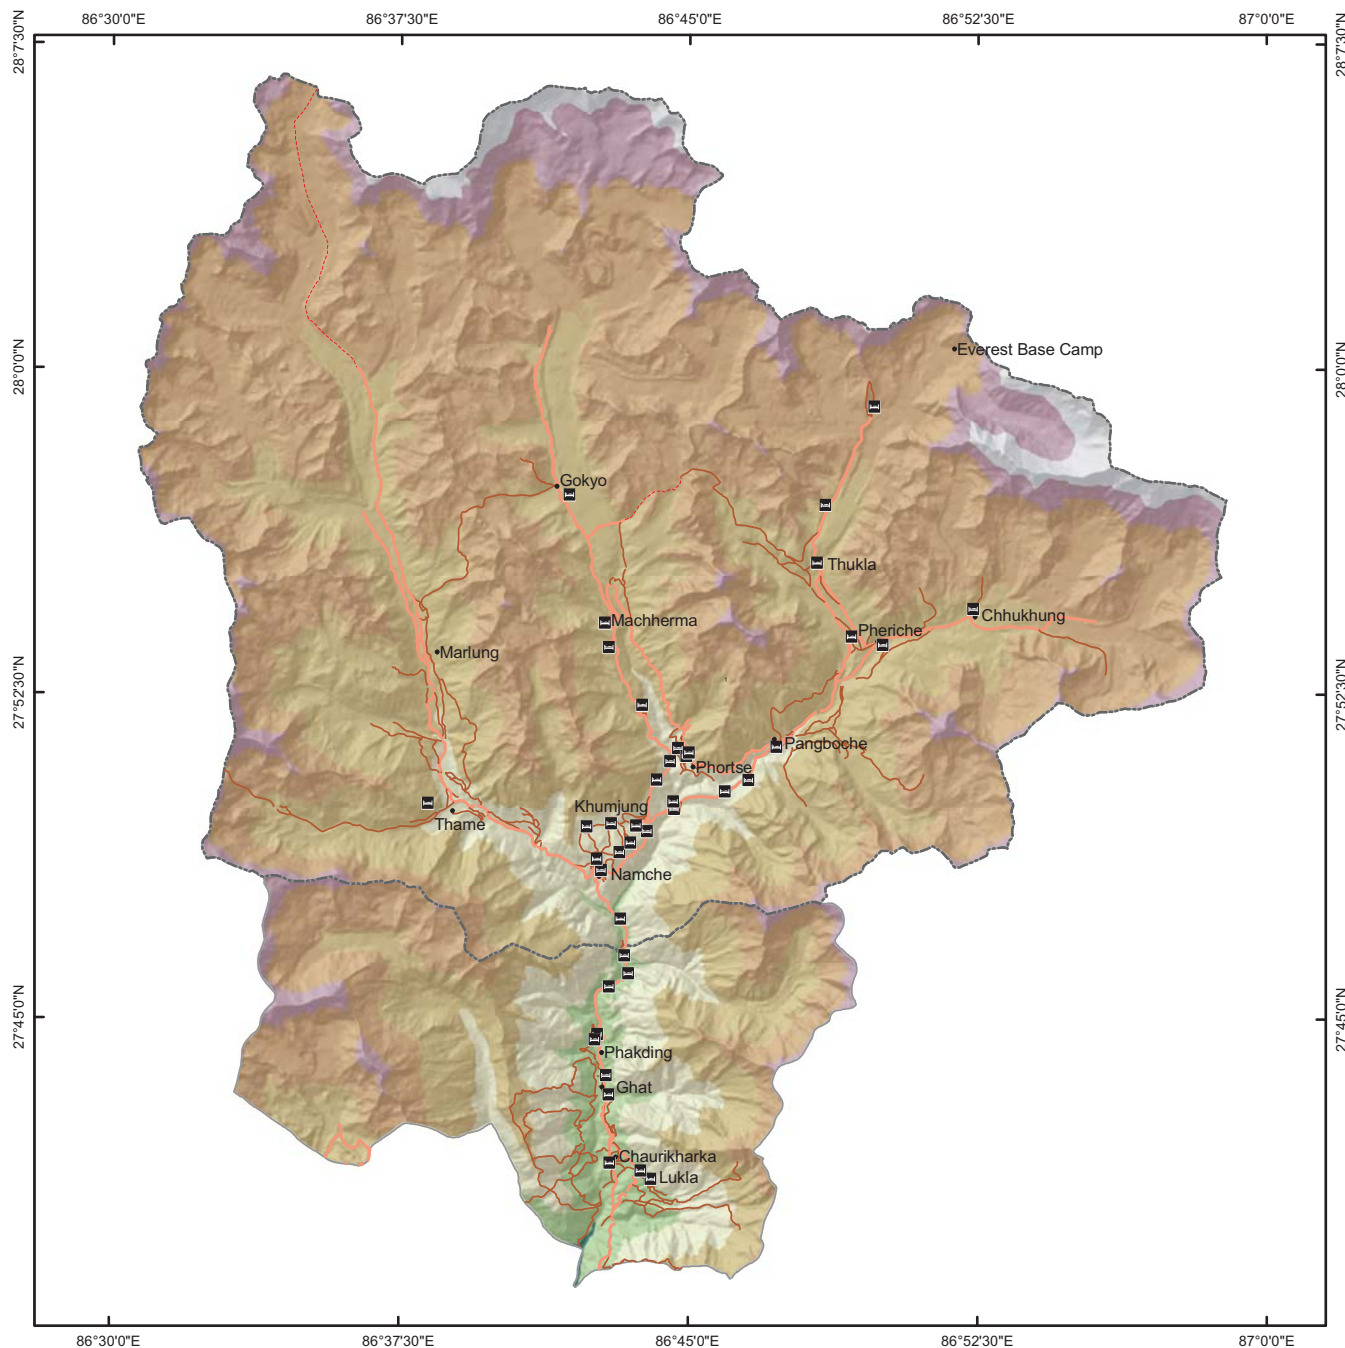 86°30'0"E
86°37'30"E
86°45'0"E
86°52'30"E
87°0'0"E
28°7'30"N
28°7'30"N
Everest Base Camp
28°0'0"N
28°0'0"N
Gokyo
Thukla
Chhukhung
Machherma
Pheriche
Marlung
27°52'30"N
27°52'30"N
Pangboche
Phortse
Khumjung
Thame
Namche
27°45'0"N
27°45'0"N
Phakding
Ghat
Chaurikharka
Lukla
86°30'0"E
86°37'30"E
86°45'0"E
86°52'30"E
87°0'0"E